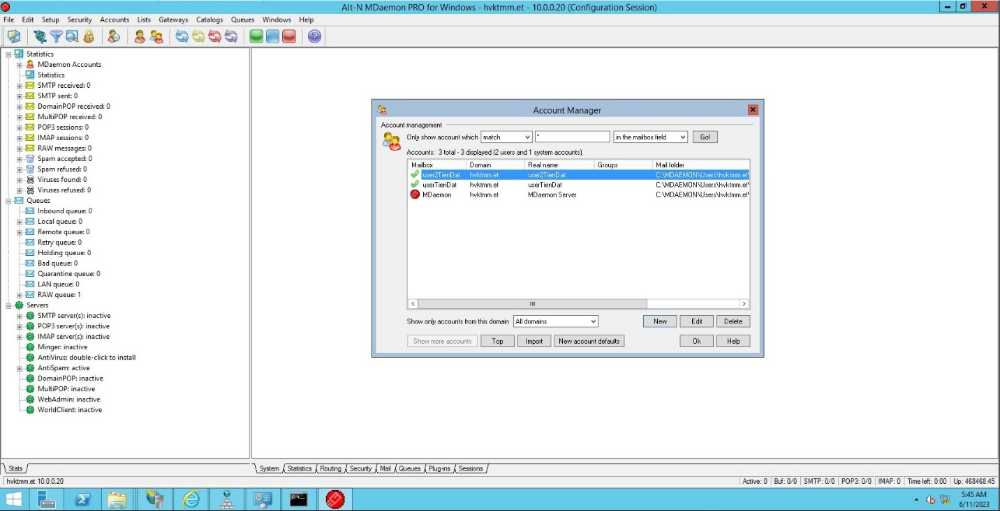 Alt-N MDaemon PRO for Windows - hvktmm.et - 10.0.0.20 (Configuration Session)
File Edit Setup Security Accounts Lists Gateways Catalogs Queues Windows Help
Statistics
MDaemon Accounts
Statistics
SMTP received: 0
SMTP sent: 0
DomainPOP received: 0
MultiPOP received: 0
POP3 sessions: 0
IMAP sessions: 0
RAW messages: 0
Spam accepted: 0
Spam refused: 0
Viruses found: 0
Viruses refused: 0
Queues
Inbound queue: 0
Local queue: 0
Remote queue: 0
Retry queue: 0
Holding queue: 0
Bad queue: 0
Quarantine queue: 0
LAN queue: 0
RAW queue: 1
Servers
SMTP server(s): inactive
POP3 server(s): inactive
IMAP server(s): inactive
Minger: inactive
AntiVirus: double-click to install
AntiSpam: active
DomainPOP: inactive
MultiPOP: inactive
WebAdmin: inactive
WorldClient: inactive
Account Manager
Account management
Only show account which match * in the mailbox field Go!
Accounts: 3 total - 3 displayed (2 users and 1 system accounts)
Mailbox Domain Real name Groups Mail folder
user2TienDat hvktmm.et user2TienDat C:\MDAEMON\Users\hvktmm.et\
userTienDat hvktmm.et userTienDat C:\MDAEMON\Users\hvktmm.et\
MDaemon hvktmm.et MDaemon Server C:\MDAEMON\Users\hvktmm.et\
Show only accounts from this domain All domains New Edit Delete
Show more accounts Top Import New account defaults Ok Help
Stats
System Statistics Routing Security Mail Queues Plug-ins Sessions
hvktmm.et 10.0.0.20 Active: 0 Buf: 0/0 SMTP: 0/0 POP3: 0/0 IMAP: 0 Time left: 0:00 Up: 468468:45
5:45 AM
6/11/2023